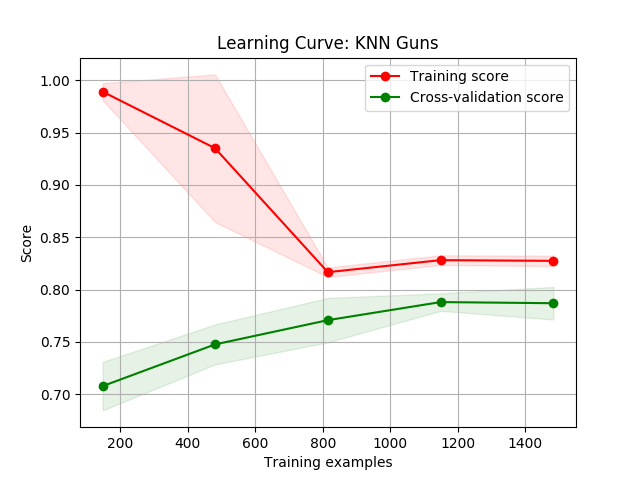 Learning Curve: KNN Guns
Training score
Cross-validation score
Score
1.00
0.95
0.90
0.85
0.80
0.75
0.70
200 400 600 800 1000 1200 1400
Training examples